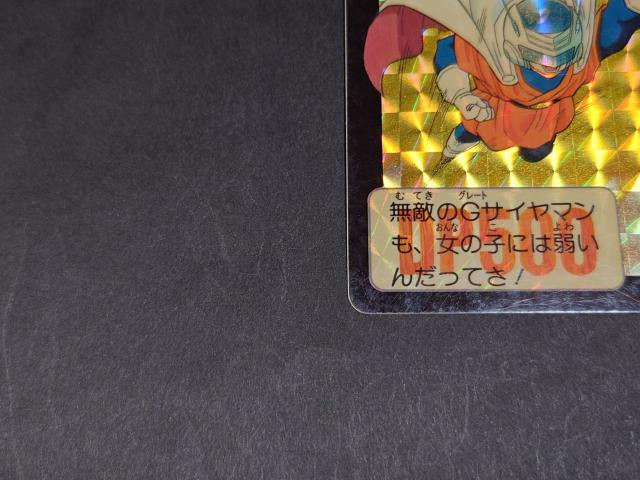 無敵のGサイヤマン
も、女の子には弱い
んだってさ！